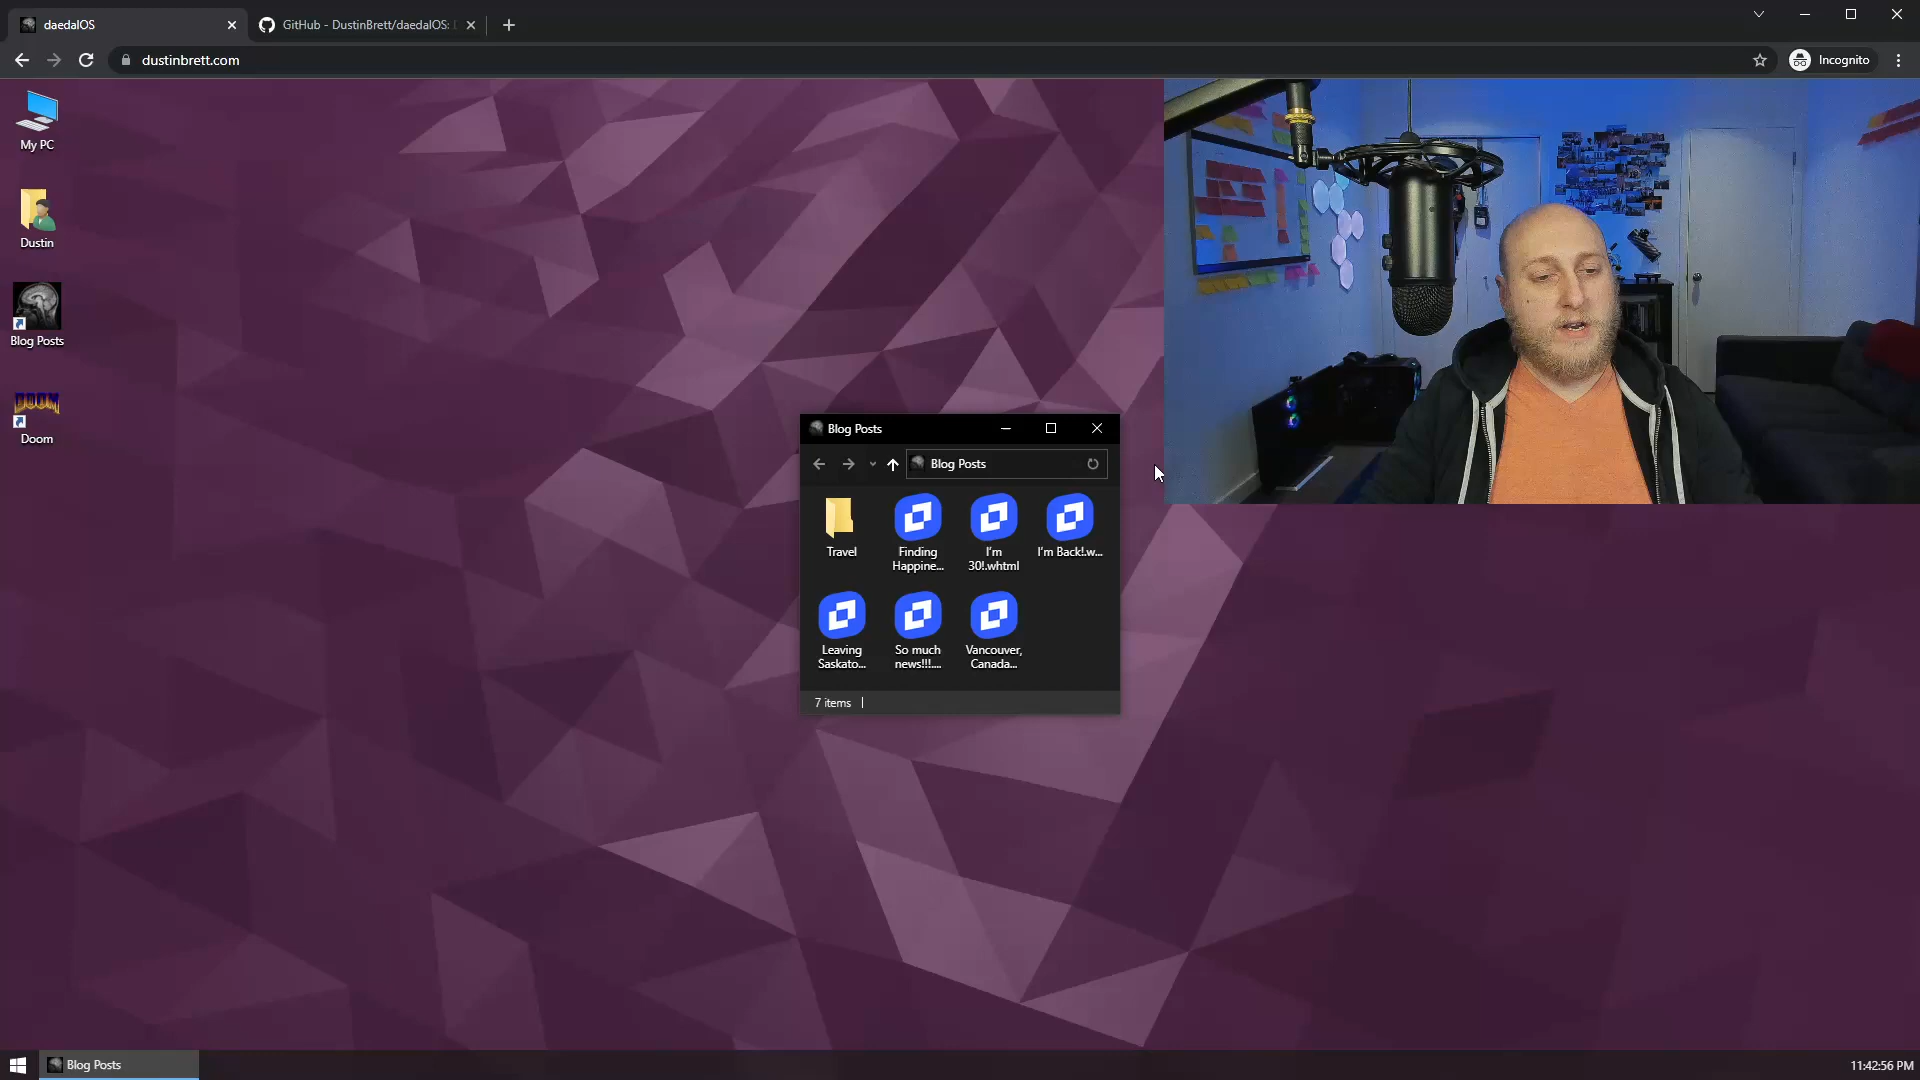 daedalOS
GitHub - DustinBrett/daedalOS:
dustinbrett.com
Incognito
My PC
Dustin
Blog Posts
DOOM
Doom
Blog Posts
Blog Posts
Travel
Finding
Happine...
I'm
30!.whtml
I'm Back!.w...
Leaving
Saskato...
So much
news!!!....
Vancouver,
Canada...
7 items
Blog Posts
11:42:56 PM